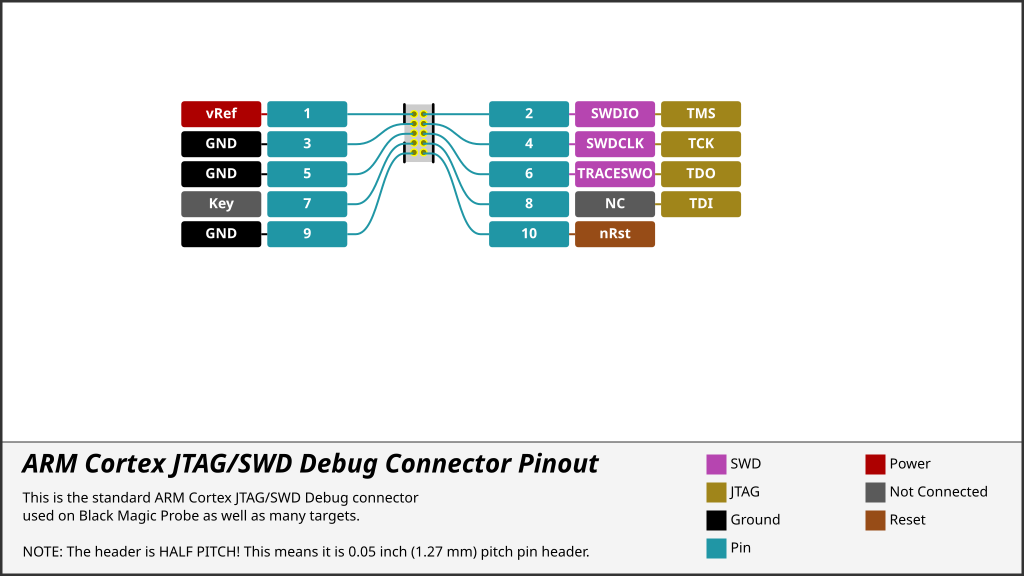 vRef 1 2 SWDIO TMS
GND 3 4 SWDCLK TCK
GND 5 6 TRACESWO TDO
Key 7 8 NC TDI
GND 9 10 nRst
ARM Cortex JTAG/SWD Debug Connector Pinout
This is the standard ARM Cortex JTAG/SWD Debug connector
used on Black Magic Probe as well as many targets.
NOTE: The header is HALF PITCH! This means it is 0.05 inch (1.27 mm) pitch pin header.
SWD
JTAG
Ground
Pin
Power
Not Connected
Reset